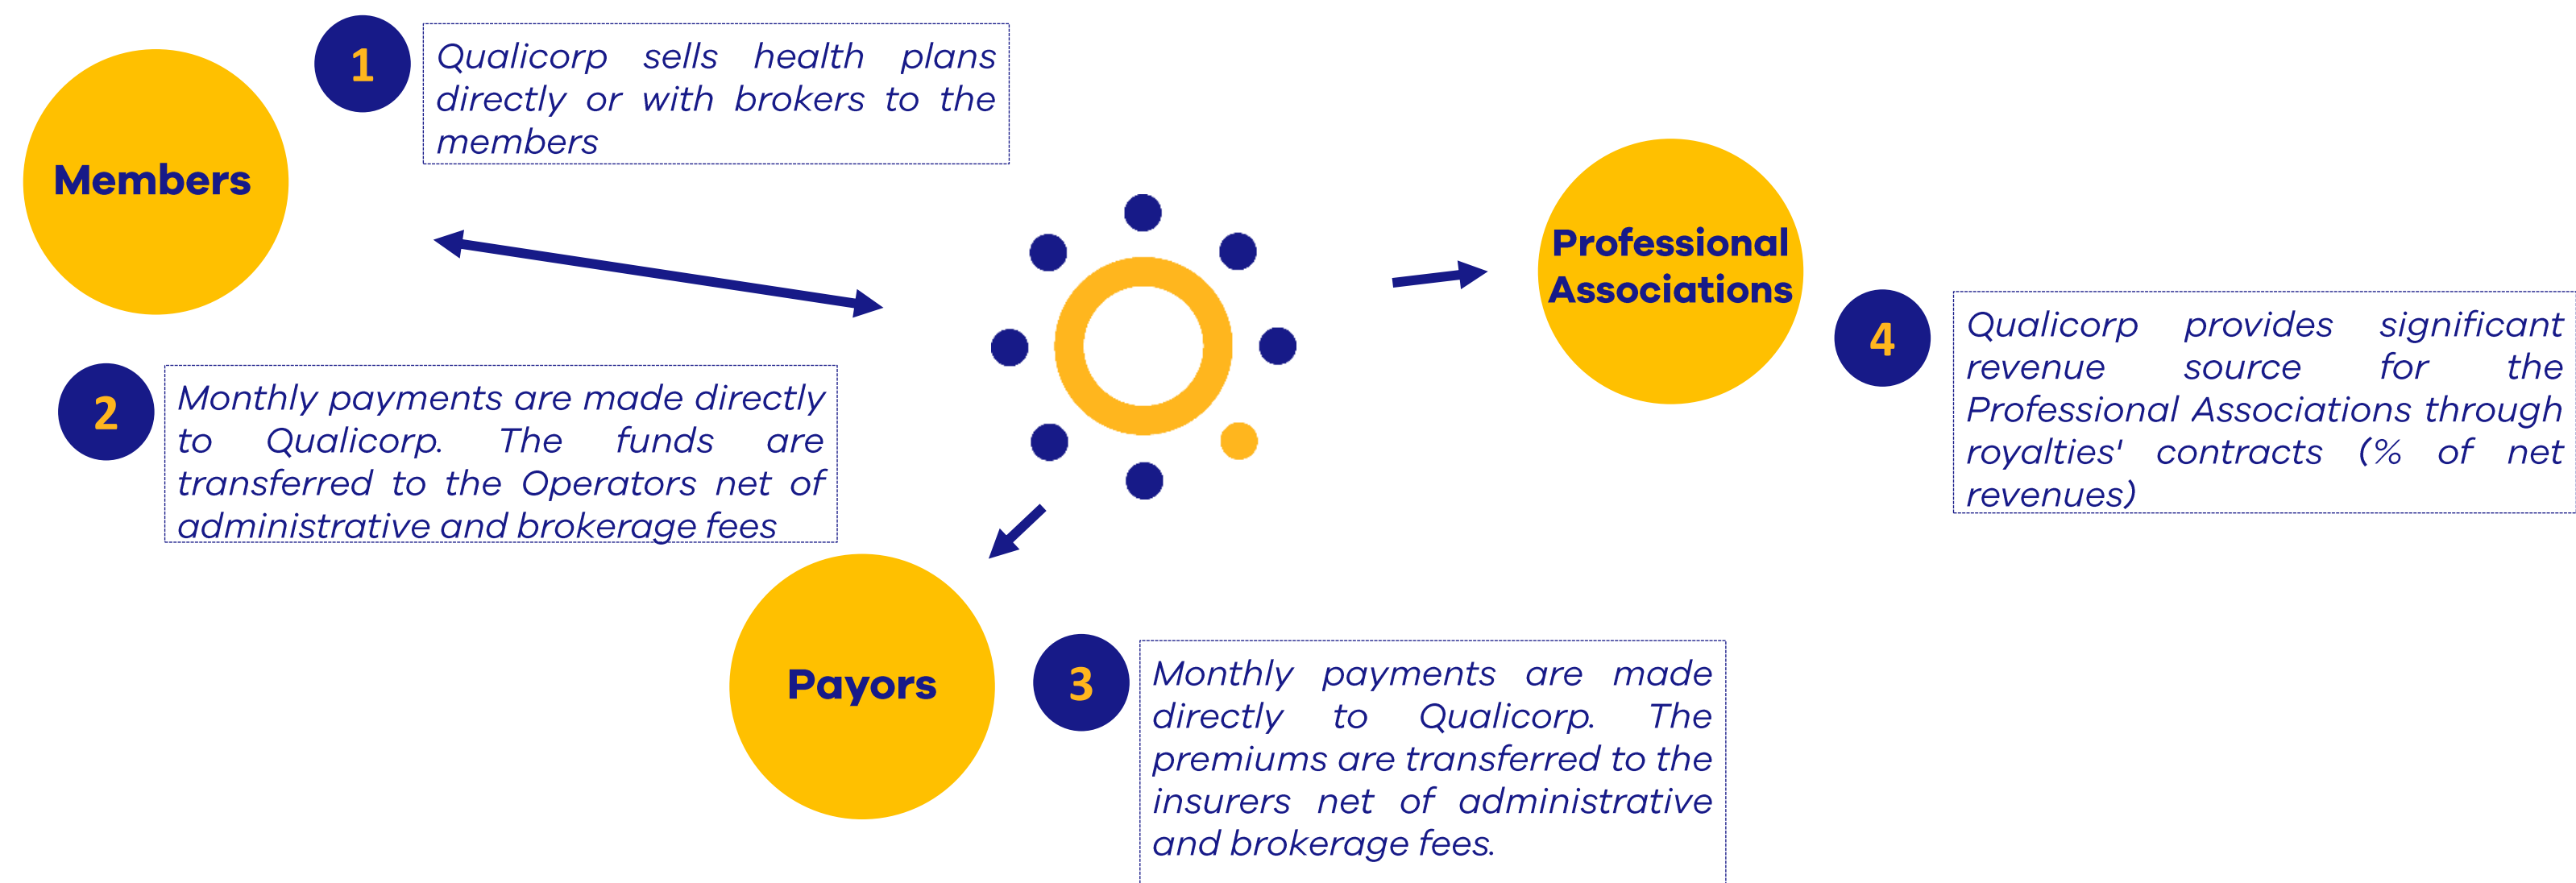 1
Qualicorp sells health plans
directly or with brokers to the
members
Members
2
Monthly payments are made directly
to Qualicorp. The funds are
transferred to the Operators net of
administrative and brokerage fees
Professional
Associations
4
Qualicorp provides significant
revenue source for the
Professional Associations through
royalties' contracts (% of net
revenues)
Payors
3
Monthly payments are made
directly to Qualicorp. The
premiums are transferred to the
insurers net of administrative
and brokerage fees.